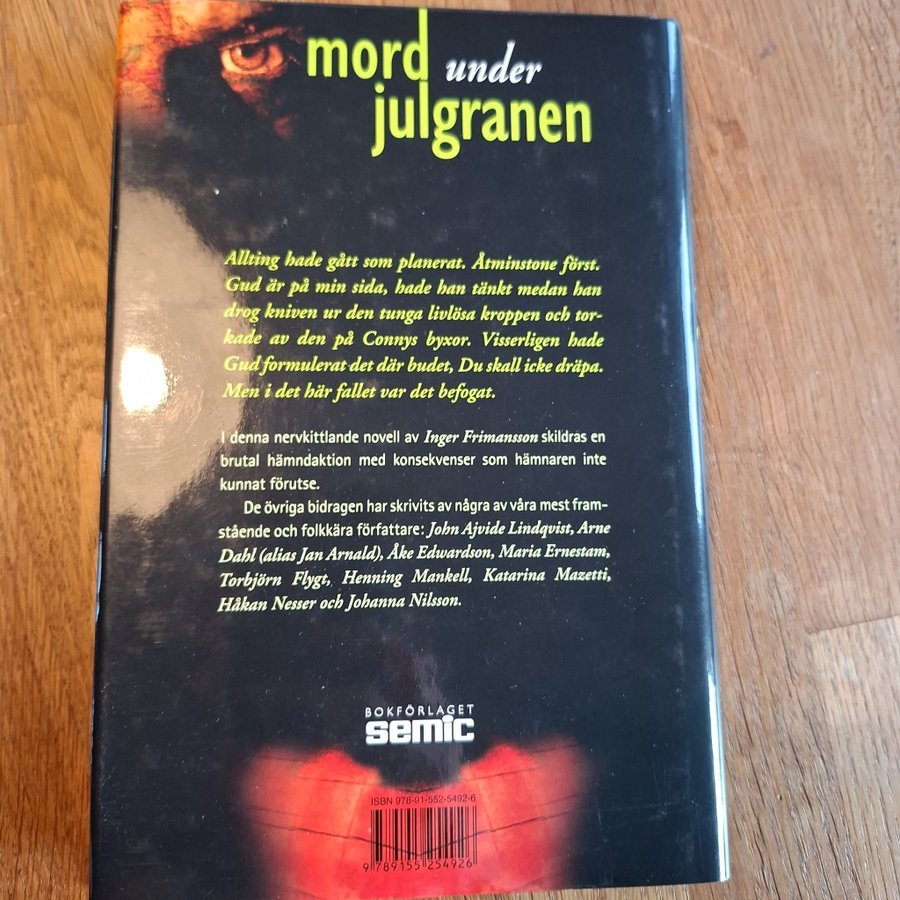 mord under
julgranen
Allting hade gått som planerat. Åtminstone först.
Gud är på min sida, hade han tänkt medan han
drog kniven ur den tunga livlösa kroppen och tor-
kade av den på Connys byxor. Visserligen hade
Gud formulerat det där budet, Du skall icke dräpa.
Men i det här fallet var det befogat.
I denna nervkittlande novell av Inger Frimansson skildras en
brutal hämndaktion med konsekvenser som hämnaren inte
kunnat förutse.
De övriga bidragen har skrivits av några av våra mest fram-
stående och folkkära författare: John Ajvide Lindqvist, Arne
Dahl (alias Jan Arnald), Åke Edwardson, Maria Ernestam,
Torbjörn Flygt, Henning Mankell, Katarina Mazetti,
Håkan Nesser och Johanna Nilsson.
BOKFÖRLAGET
semic
ISBN 978-91-552-5492-6
9 789155 254926